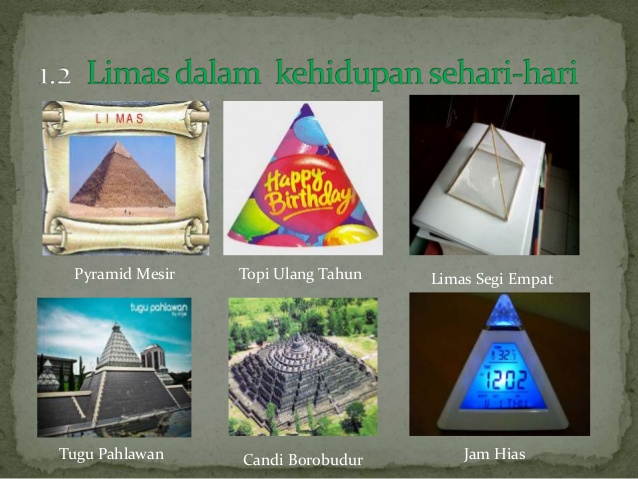 1.2 Limas dalam kehidupan sehari-hari
LIMAS
Happy
Birthday
Pyramid Mesir
Topi Ulang Tahun
Limas Segi Empat
tugu pahlawan
1202
Tugu Pahlawan
Candi Borobudur
Jam Hias